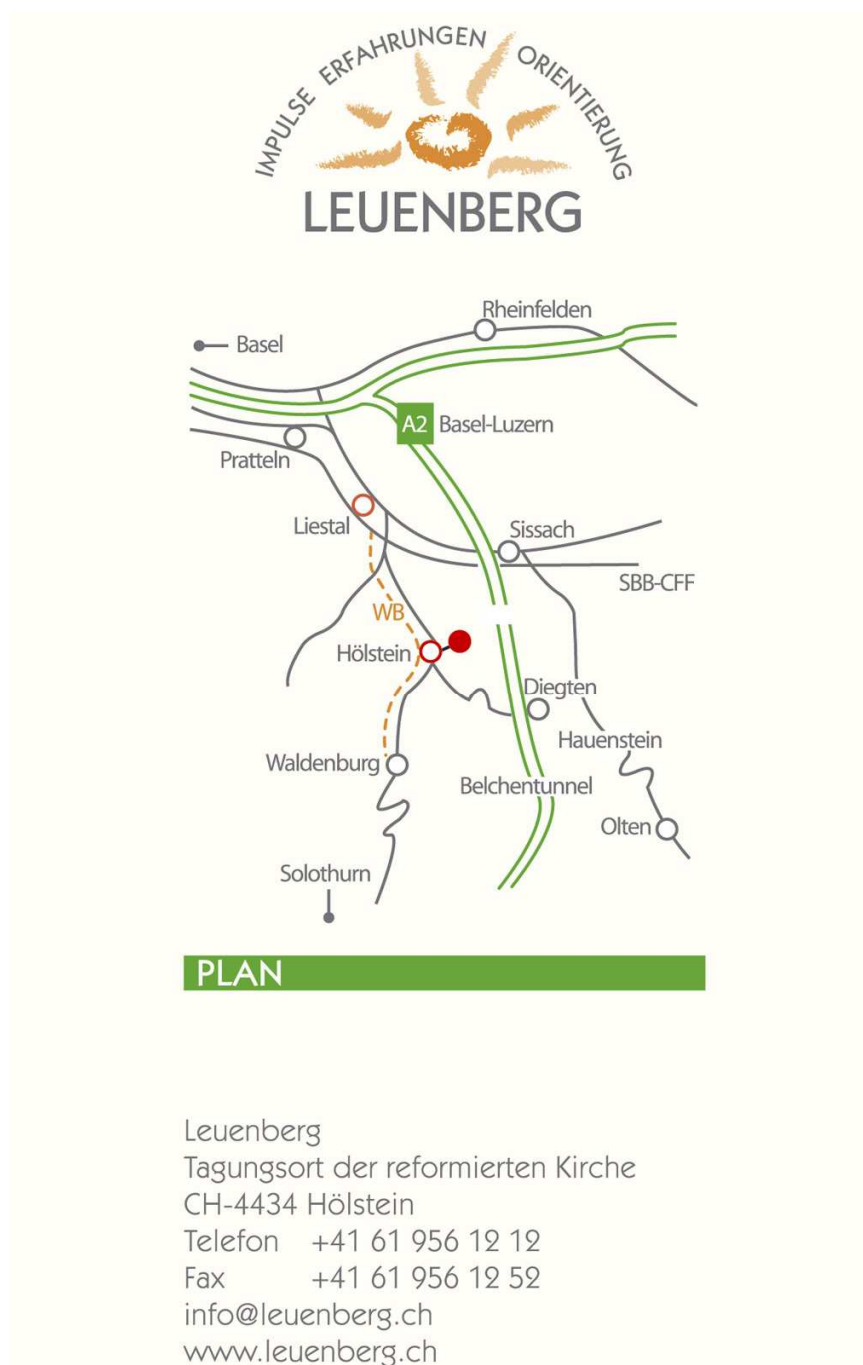 IMPULSE ERFAHRUNGEN ORIENTIERUNG
LEUENBERG
Rheinfelden
Basel
A2 Basel-Luzern
Pratteln
Liestal
Sissach
SBB-CFF
WB
Hölstein
Diegten
Hauenstein
Waldenburg
Belchentunnel
Olten
Solothurn
PLAN
Leuenberg
Tagungsort der reformierten Kirche
CH-4434 Hölstein
Telefon +41 61 956 12 12
Fax +41 61 956 12 52
info@leuenberg.ch
www.leuenberg.ch